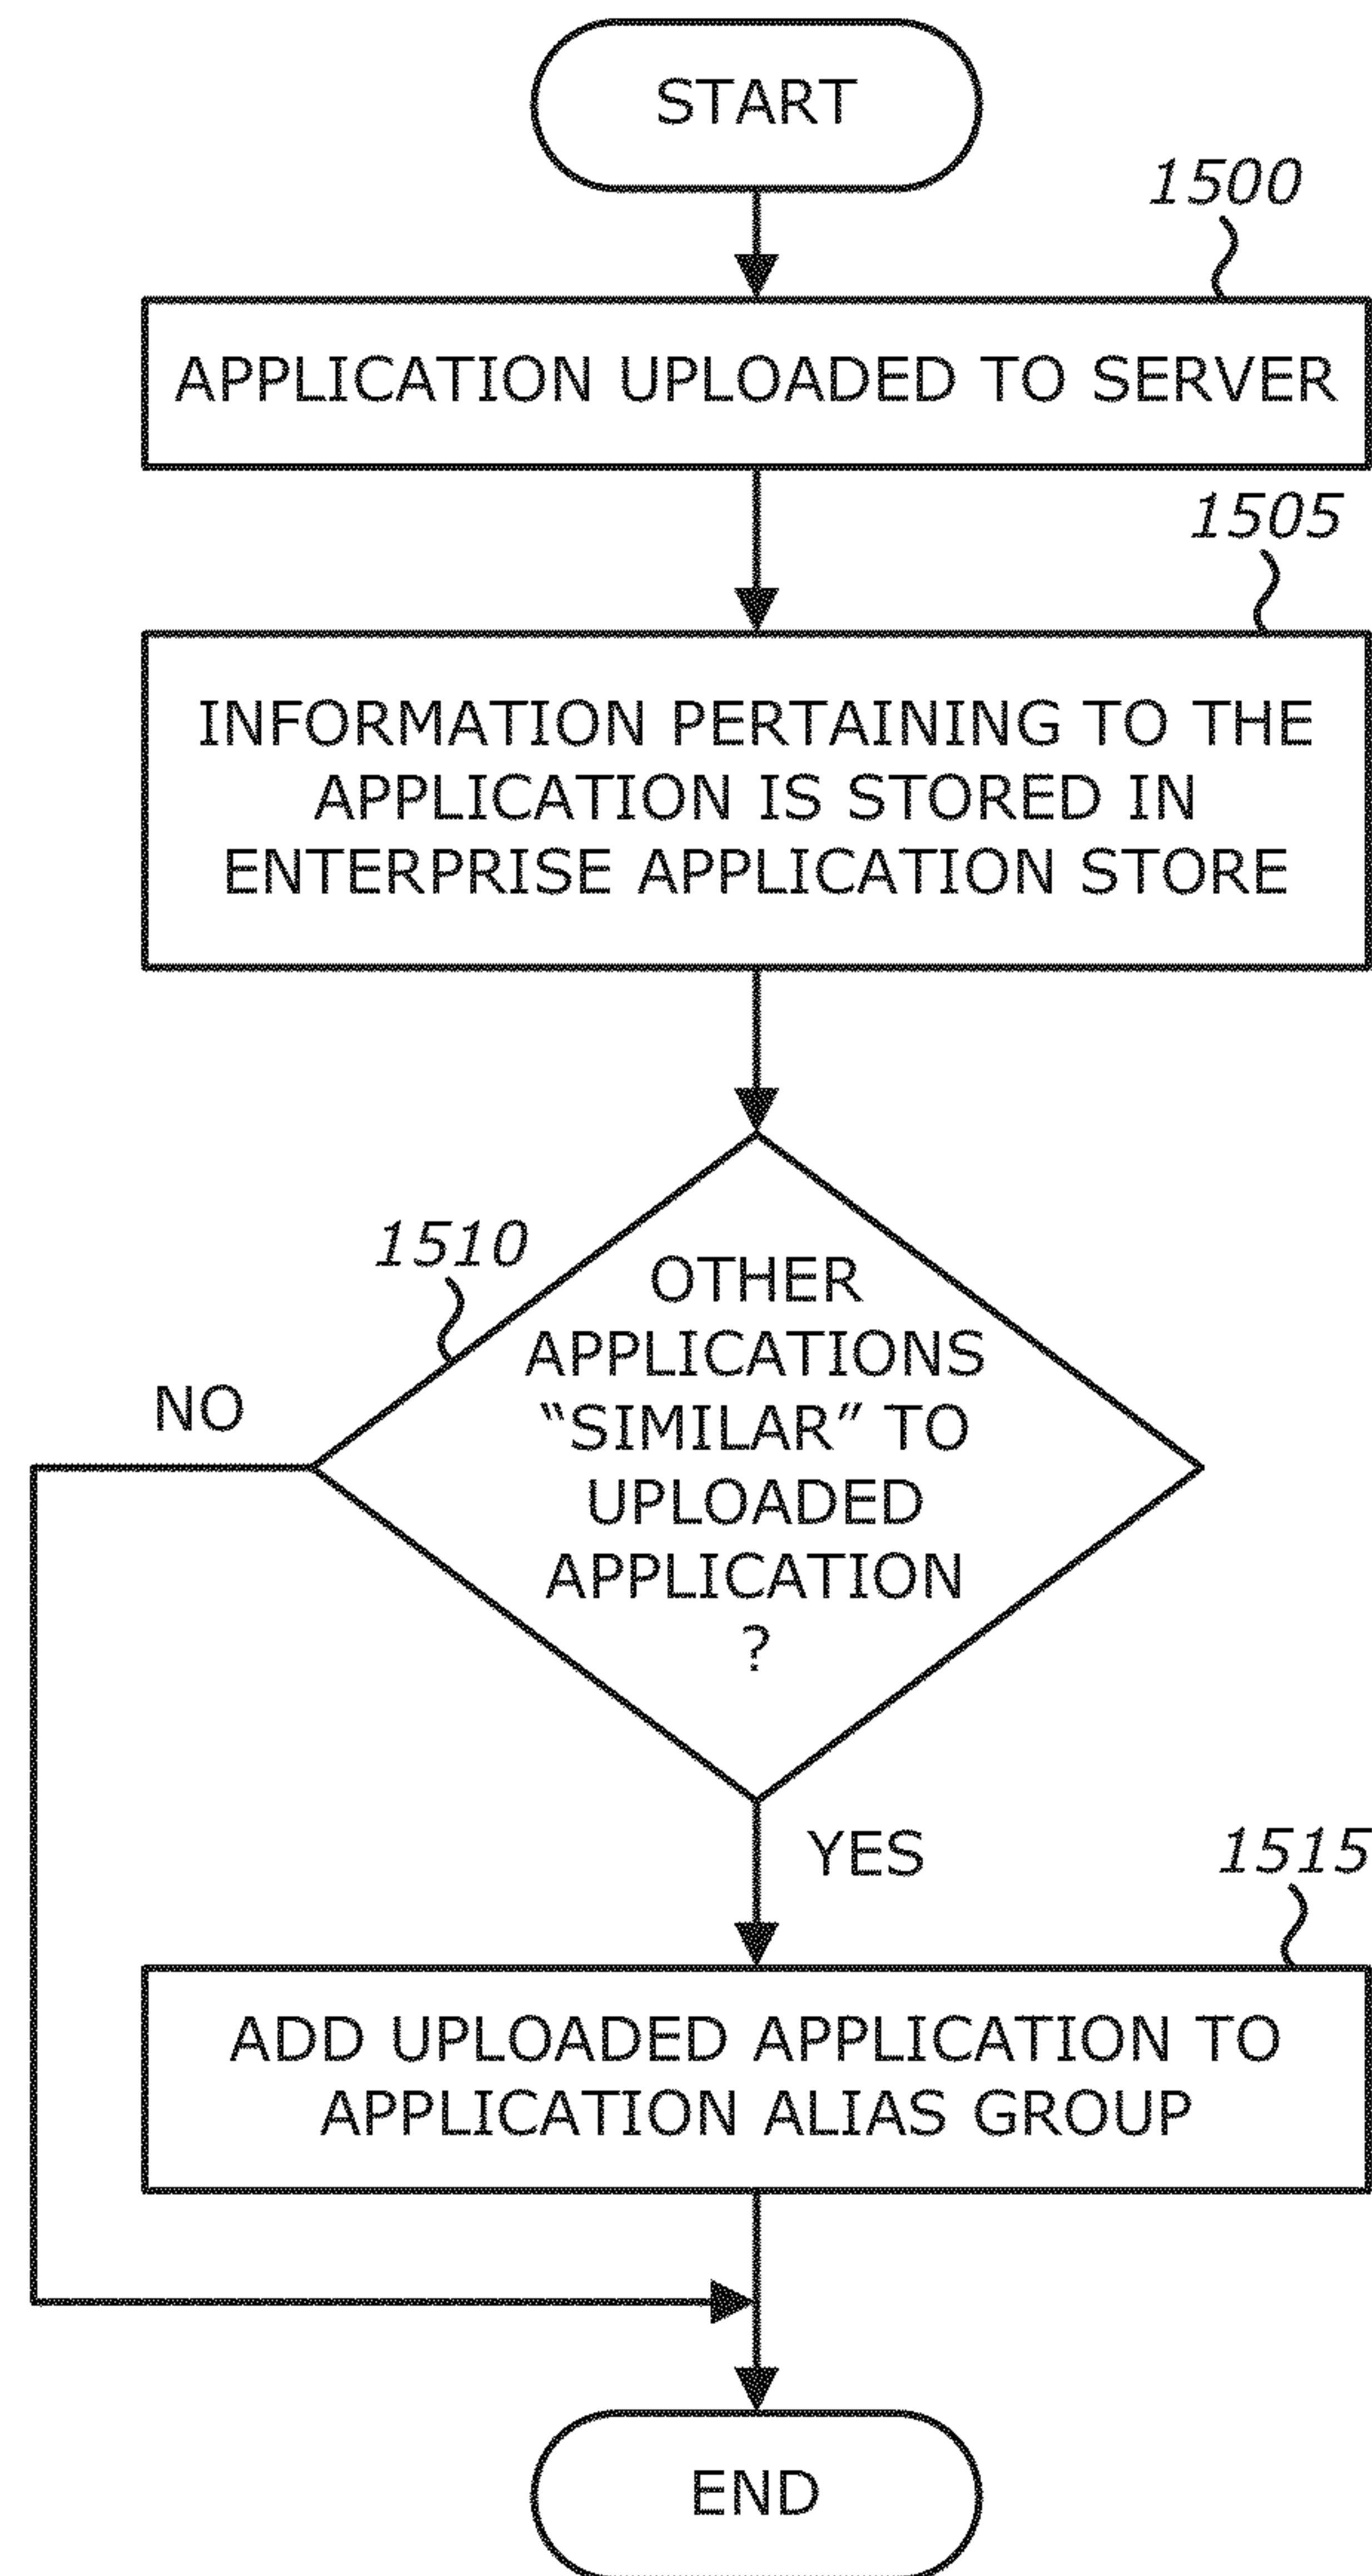 START
1500
APPLICATION UPLOADED TO SERVER
1505
INFORMATION PERTAINING TO THE
APPLICATION IS STORED IN
ENTERPRISE APPLICATION STORE
1510
OTHER
APPLICATIONS
“SIMILAR” TO
UPLOADED
APPLICATION
?
NO
YES
1515
ADD UPLOADED APPLICATION TO
APPLICATION ALIAS GROUP
END